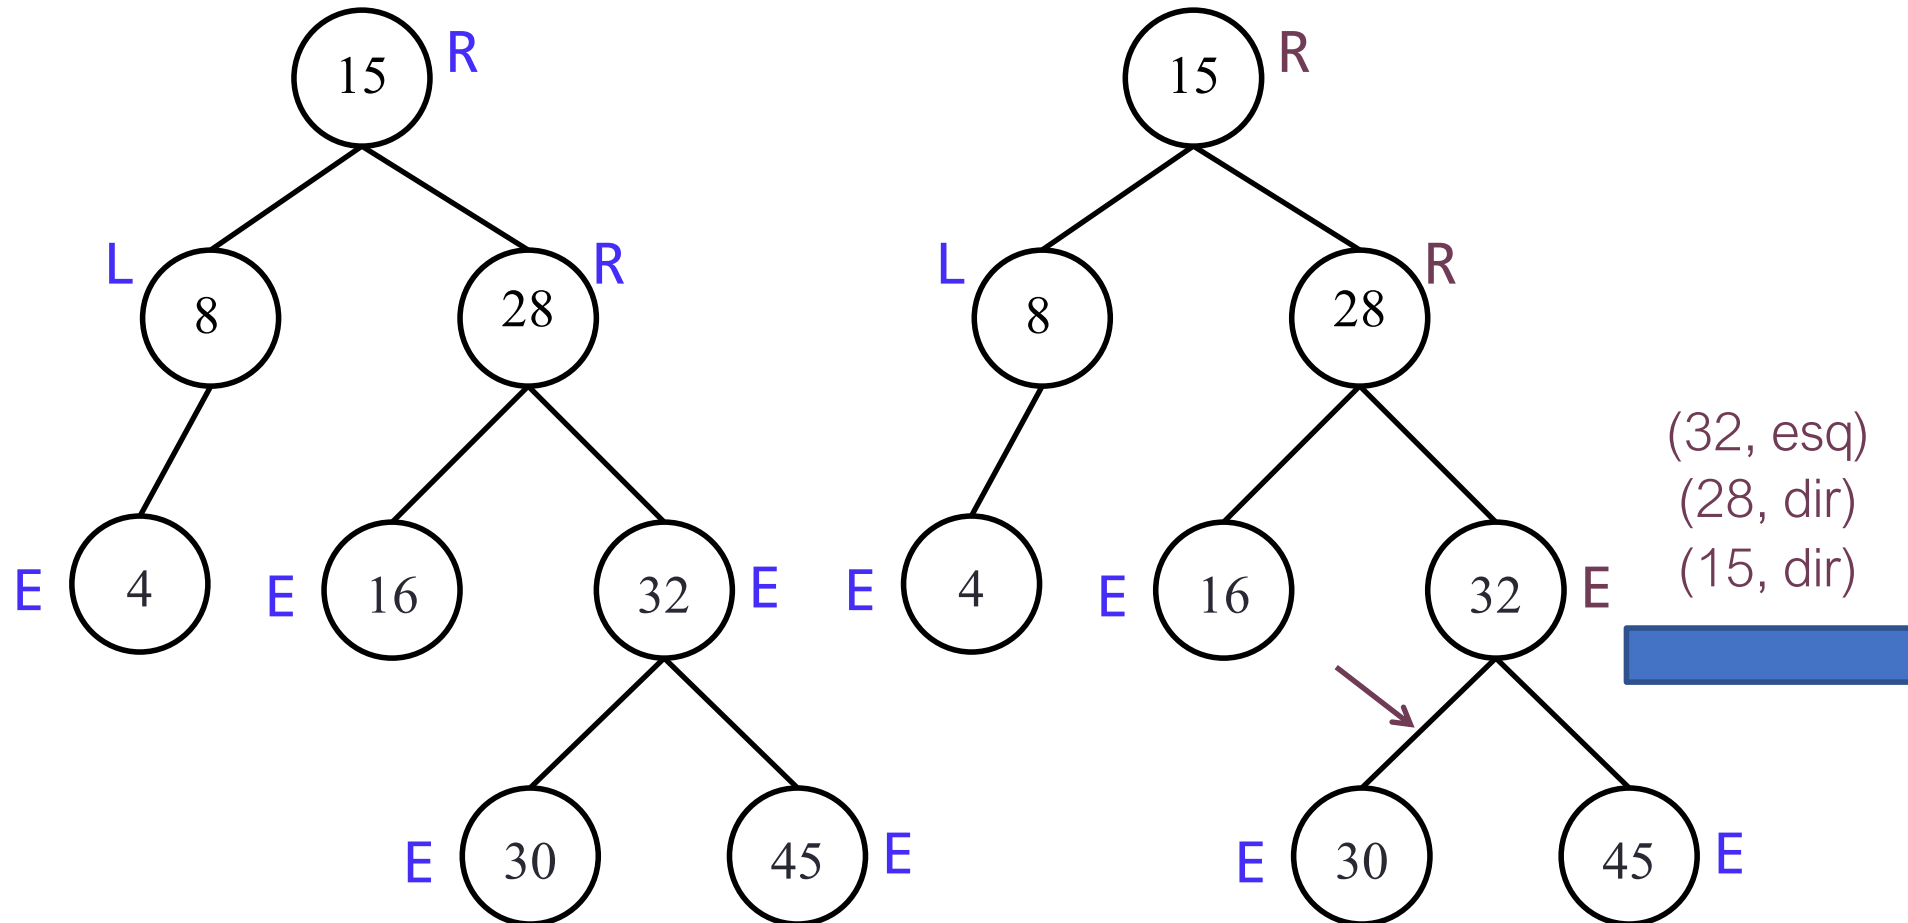 15 R
L 8 28 R
E 4 E 16 32 E
E 30 45 E
15 R
L 8 28 R
E 4 E 16 32 E
E 30 45 E
(32, esq)
(28, dir)
(15, dir)